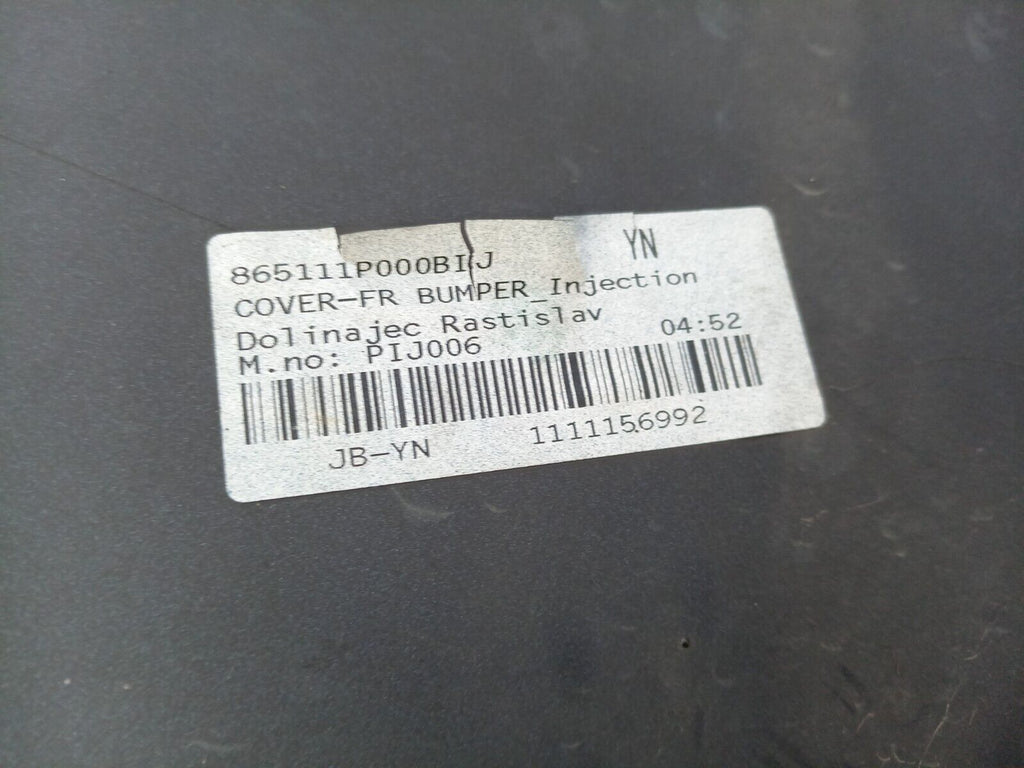 YN
865111P000BIJ
COVER-FR BUMPER_Injection
Dolinajec Rastislav 04:52
M.no: PIJ006
JB-YN 1111156992